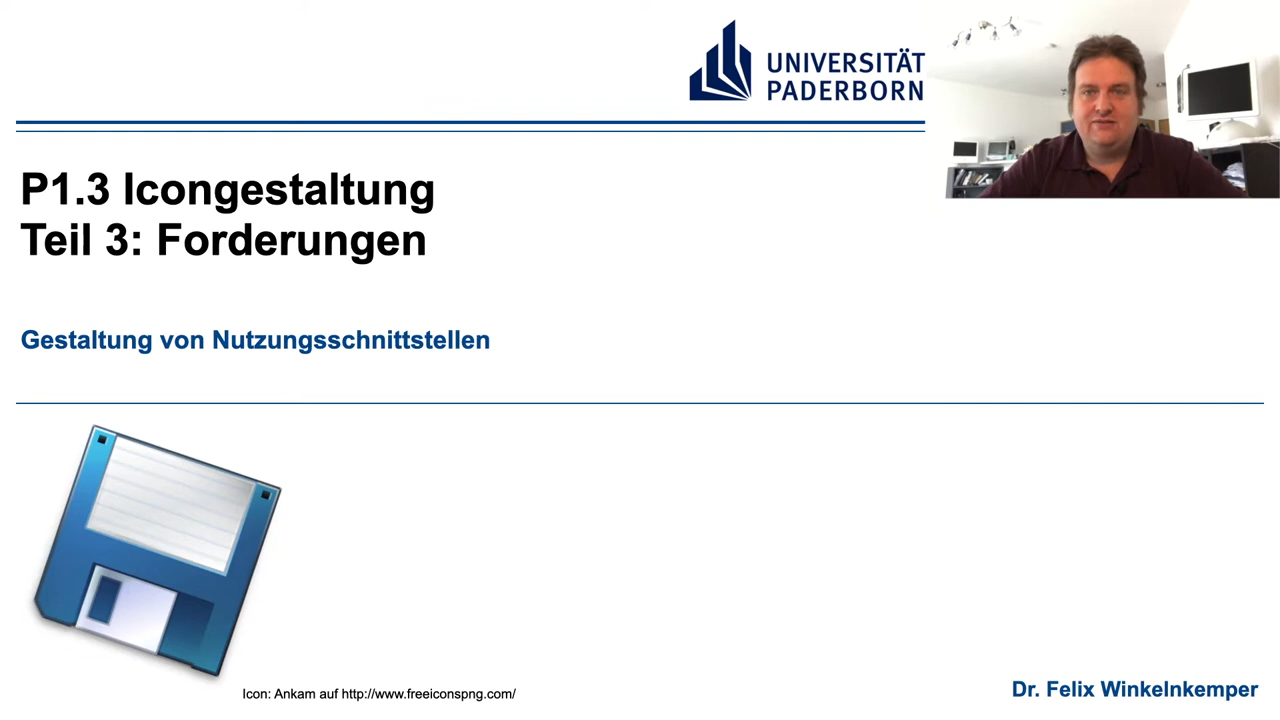 UNIVERSITÄT
PADERBORN
P1.3 Icongestaltung
Teil 3: Forderungen
Gestaltung von Nutzungsschnittstellen
Icon: Ankam auf http://www.freeiconspng.com/
Dr. Felix Winkelnkemper